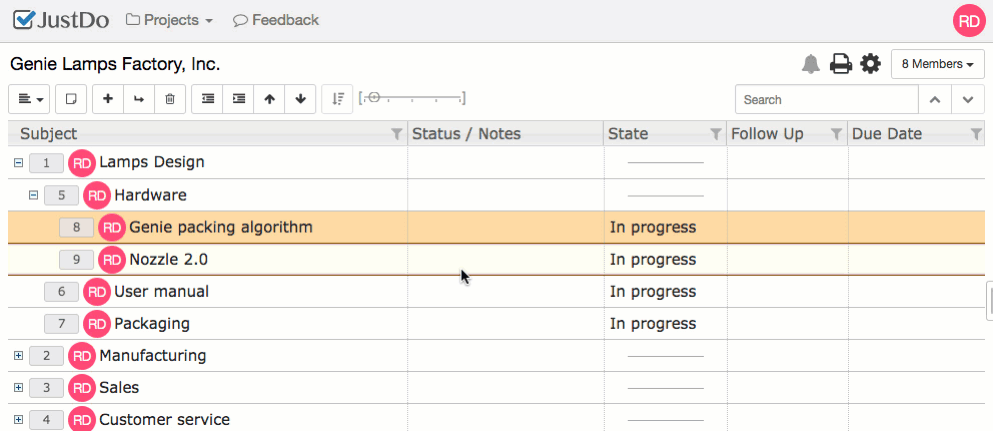 JustDo Projects Feedback RD
Genie Lamps Factory, Inc. 8 Members
Search
Subject Status / Notes State Follow Up Due Date
1 RD Lamps Design
5 RD Hardware
8 RD Genie packing algorithm In progress
9 RD Nozzle 2.0 In progress
6 RD User manual In progress
7 RD Packaging In progress
2 RD Manufacturing
3 RD Sales
4 RD Customer service